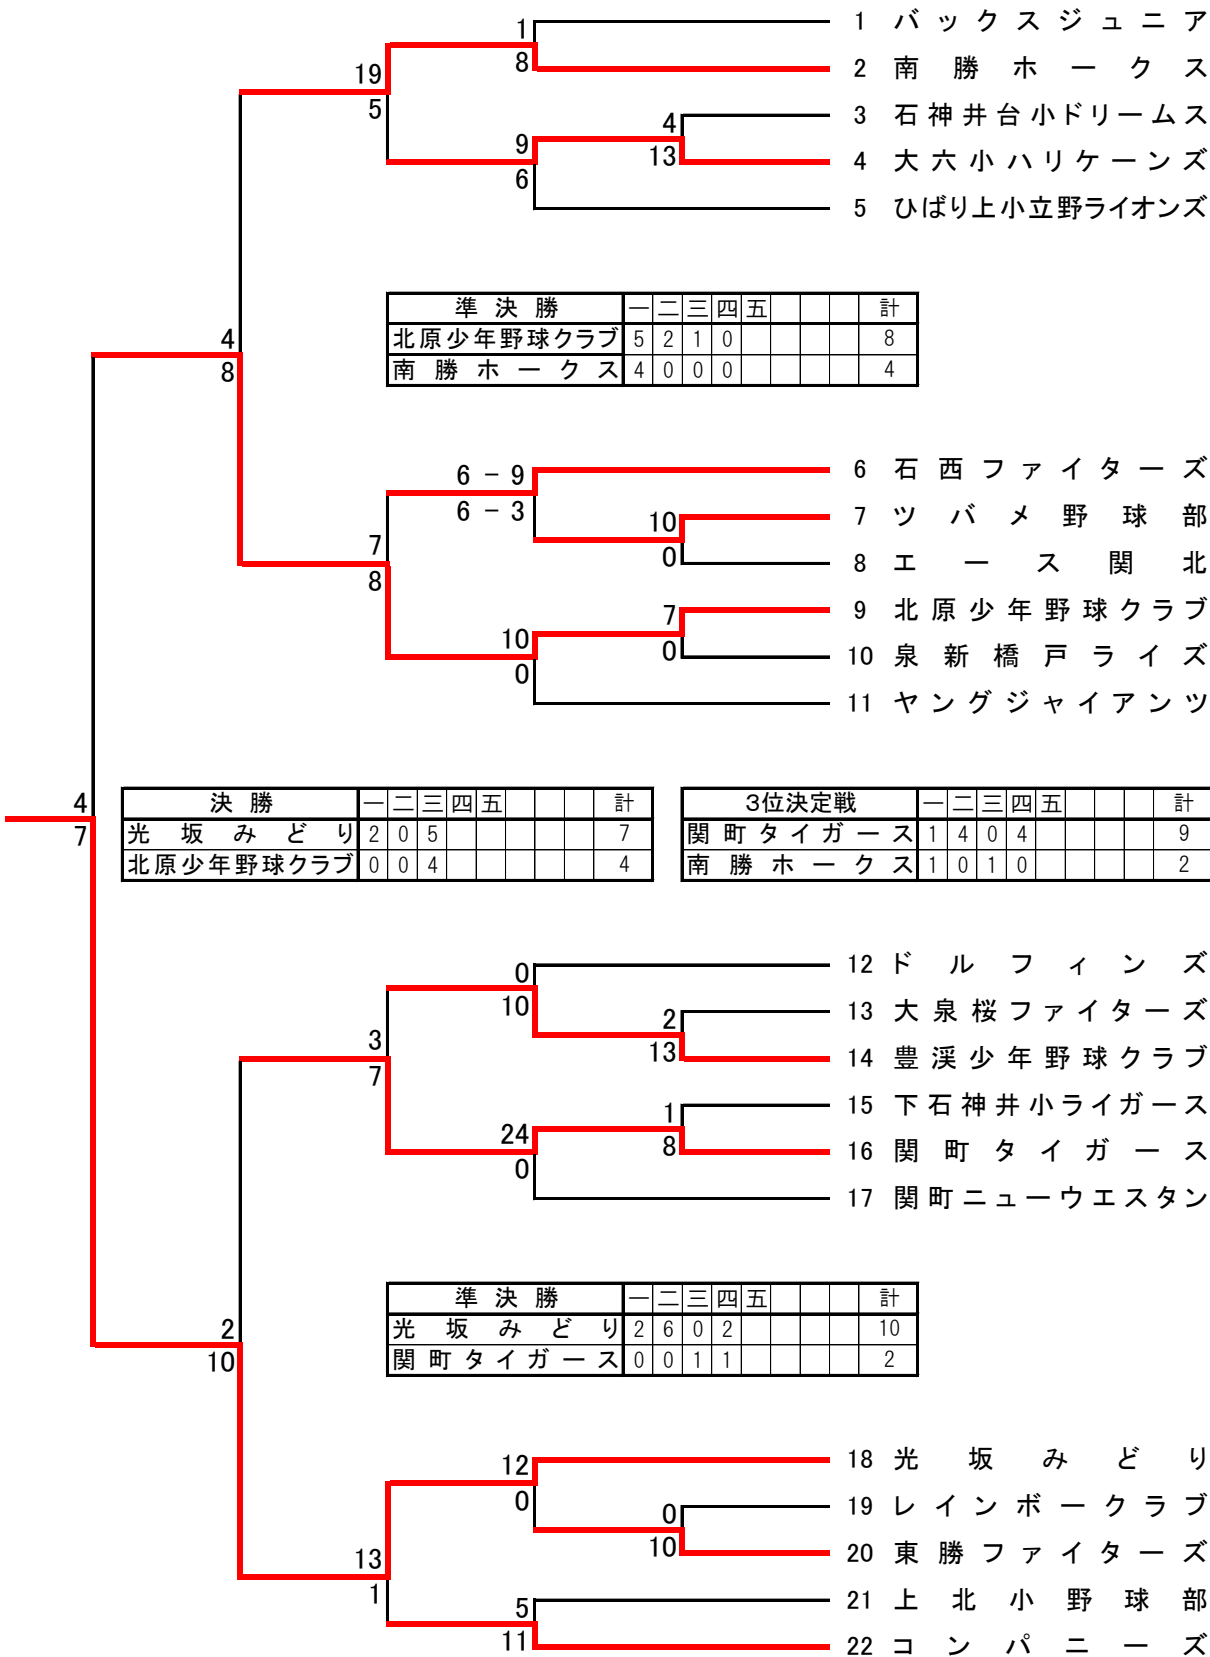 1 バックスジュニア
1
8
2 南勝ホークス
19
5
3 石神井台小ドリームス
4
13
9
6
4 大六小ハリケーンズ
5 ひばり上小立野ライオンズ
準決勝 一 二 三 四 五 計
北原少年野球クラブ 5 2 1 0 8
南勝ホークス 4 0 0 0 4
4
8
6 石西ファイターズ
6 - 9
6 - 3
7 ツバメ野球部
10
0
8 エース関北
7
8
9 北原少年野球クラブ
7
0
10 泉新橋戸ライズ
10
0
11 ヤングジャイアンツ
4
7
決勝 一 二 三 四 五 計
光坂みどり 2 0 5 7
北原少年野球クラブ 0 0 4 4
3位決定戦 一 二 三 四 五 計
関町タイガース 1 4 0 4 9
南勝ホークス 1 0 1 0 2
12 ドルフィンズ
0
10
13 大泉桜ファイターズ
2
13
14 豊渓少年野球クラブ
3
7
15 下石神井小ライガース
1
8
16 関町タイガース
24
0
17 関町ニューウエスタン
準決勝 一 二 三 四 五 計
光坂みどり 2 6 0 2 10
関町タイガース 0 0 1 1 2
2
10
18 光坂みどり
12
0
19 レインボークラブ
0
10
20 東勝ファイターズ
13
1
21 上北小野球部
5
11
22 コンパニーズ